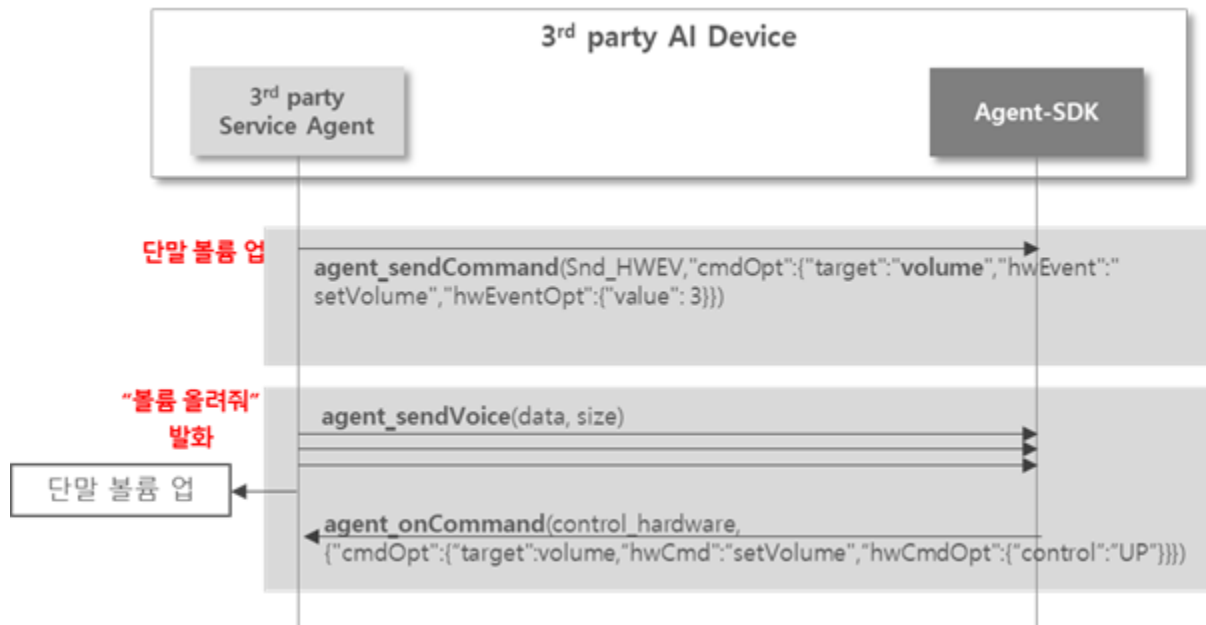 3rd party AI Device
3rd party
Service Agent
Agent-SDK
단말 볼륨 업
agent_sendCommand(Snd_HWEV,"cmdOpt":{"target":"volume","hwEvent":"
setVolume","hwEventOpt":{"value": 3}}})
“볼륨 올려줘”
발화
agent_sendVoice(data, size)
단말 볼륨 업
agent_onCommand(control_hardware,
{"cmdOpt":{"target":volume,"hwCmd":"setVolume","hwCmdOpt":{"control":"UP"}}})